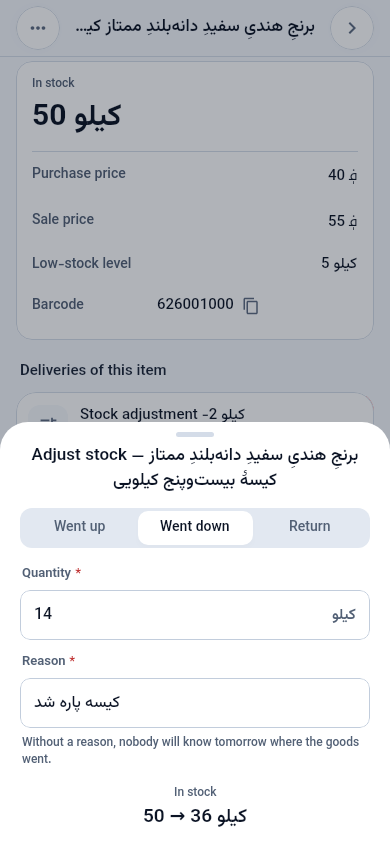 برنجِ هندیِ سفیدِ دانه‌بلندِ ممتاز کیـ...
In stock
50 کیلو
Purchase price
40 ؋
Sale price
55 ؋
Low-stock level
5 کیلو
Barcode
626001000
Deliveries of this item
Stock adjustment -2 کیلو
Adjust stock — برنجِ هندیِ سفیدِ دانه‌بلندِ ممتاز
کیسهٔ بیست‌وپنج کیلویی
Went up
Went down
Return
Quantity *
14 کیلو
Reason *
کیسه پاره شد
Without a reason, nobody will know tomorrow where the goods
went.
In stock
50 → 36 کیلو